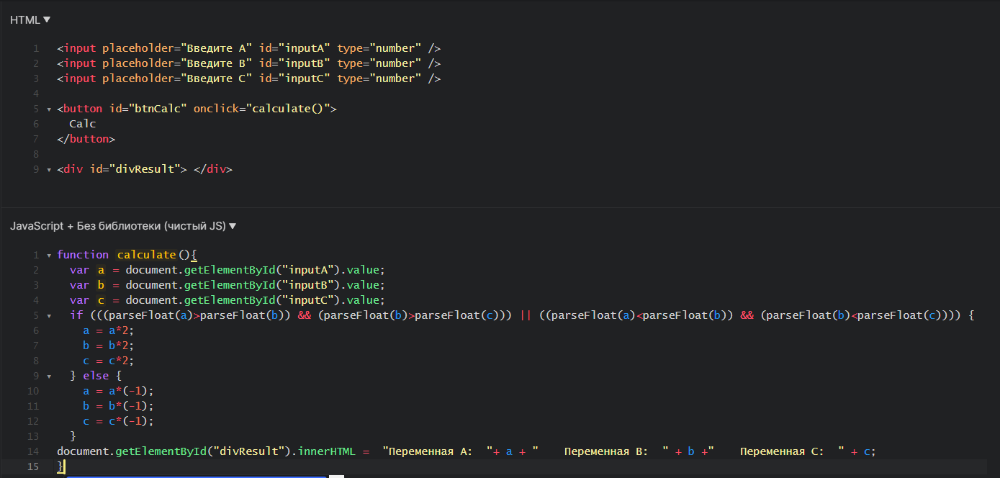 HTML ▼
1 <input placeholder="Введите A" id="inputA" type="number" />
2 <input placeholder="Введите B" id="inputB" type="number" />
3 <input placeholder="Введите C" id="inputC" type="number" />
4
5 ▾ <button id="btnCalc" onclick="calculate()">
6   Calc
7 </button>
8
9 ▾ <div id="divResult"> </div>
JavaScript + Без библиотеки (чистый JS) ▼
1 ▾ function calculate(){
2   var a = document.getElementById("inputA").value;
3   var b = document.getElementById("inputB").value;
4   var c = document.getElementById("inputC").value;
5 ▾   if (((parseFloat(a)>parseFloat(b)) && (parseFloat(b)>parseFloat(c))) || ((parseFloat(a)<parseFloat(b)) && (parseFloat(b)<parseFloat(c)))) {
6     a = a*2;
7     b = b*2;
8     c = c*2;
9 ▾   } else {
10     a = a*(-1);
11     b = b*(-1);
12     c = c*(-1);
13   }
14 document.getElementById("divResult").innerHTML =  "Переменная A:  "+ a + "    Переменная B:  " + b +"    Переменная C:  " + c;
15 }